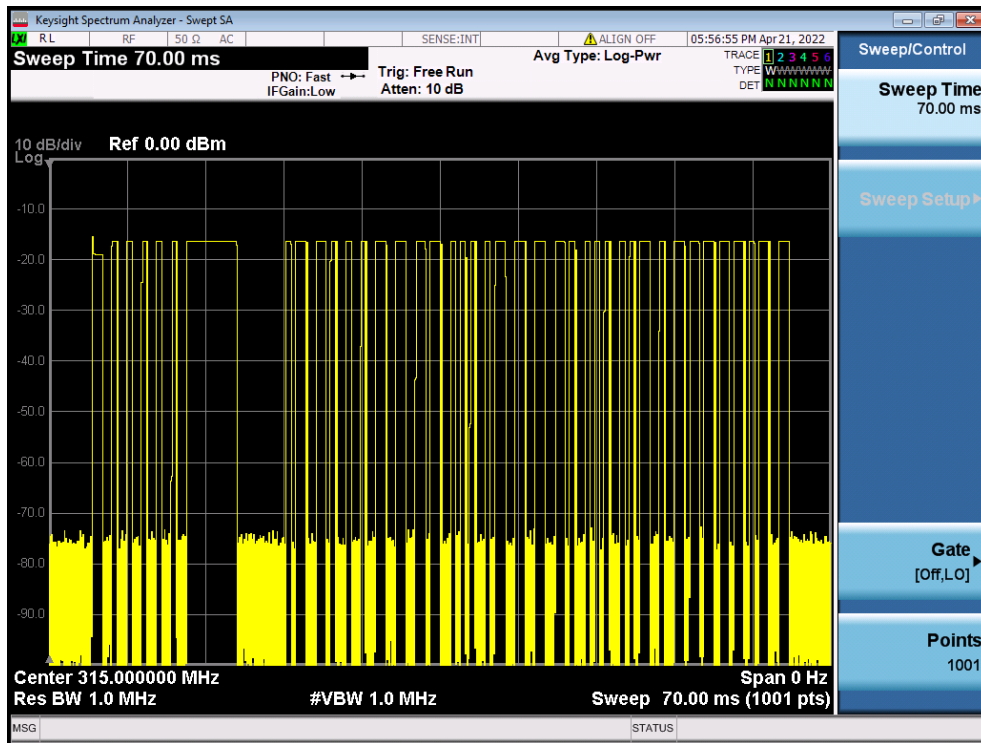 Keysight Spectrum Analyzer - Swept SA
LXI RL RF 50 Ω AC SENSE:INT ALIGN OFF 05:56:55 PM Apr 21, 2022
Sweep Time 70.00 ms
PNO: Fast
IFGain:Low
Trig: Free Run
Atten: 10 dB
Avg Type: Log-Pwr
TRACE 1 2 3 4 5 6
TYPE WWWWWW
DET N N N N N N
10 dB/div Ref 0.00 dBm
Log
-10.0
-20.0
-30.0
-40.0
-50.0
-60.0
-70.0
-80.0
-90.0
Center 315.000000 MHz Span 0 Hz
Res BW 1.0 MHz #VBW 1.0 MHz Sweep 70.00 ms (1001 pts)
MSG STATUS
Sweep/Control
Sweep Time
70.00 ms
Sweep Setup
Gate
[Off,LO]
Points
1001